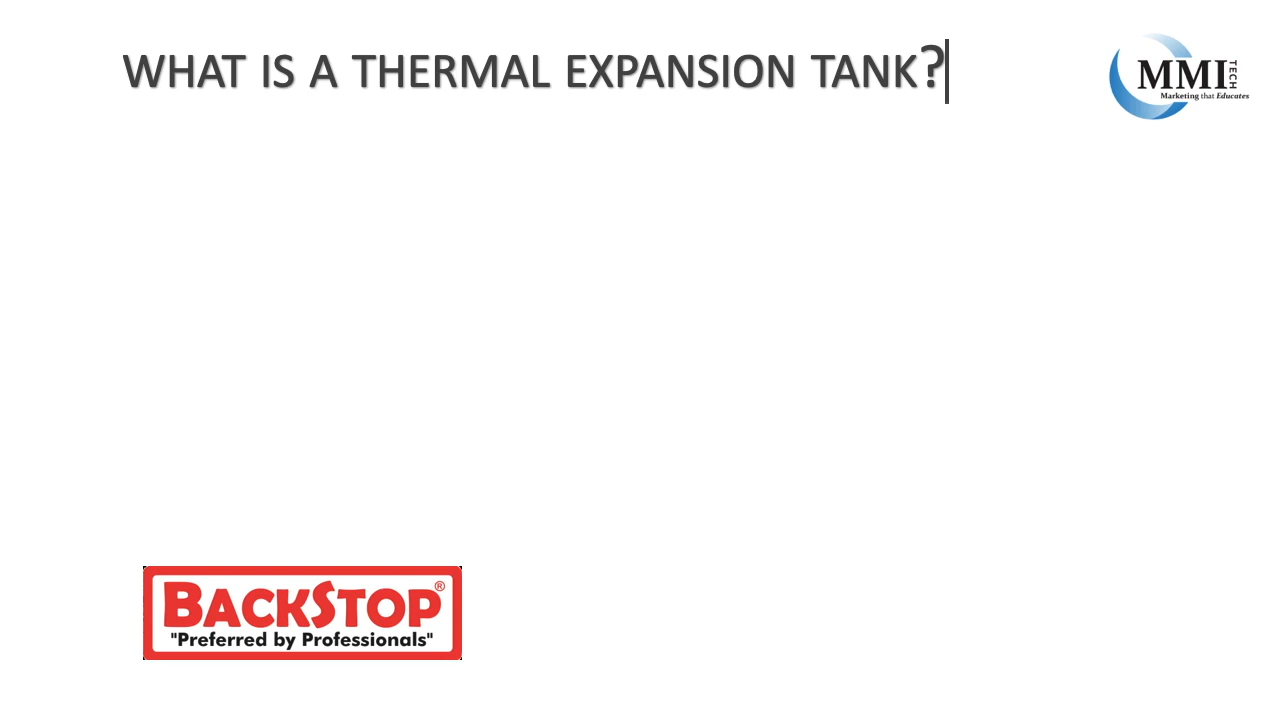 WHAT IS A THERMAL EXPANSION TANK?
MMI TECH
Marketing that Educates
BACKSTOP®
"Preferred by Professionals"